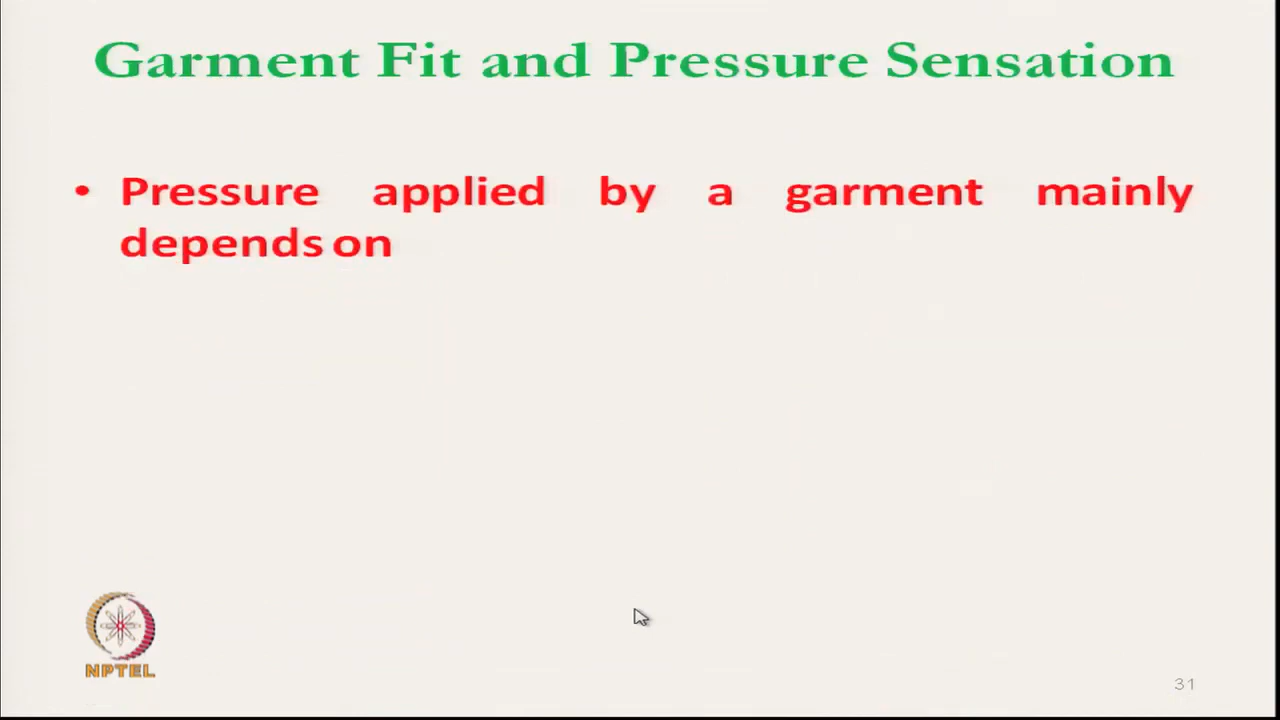 Garment Fit and Pressure Sensation
• Pressure applied by a garment mainly
depends on
NPTEL
31